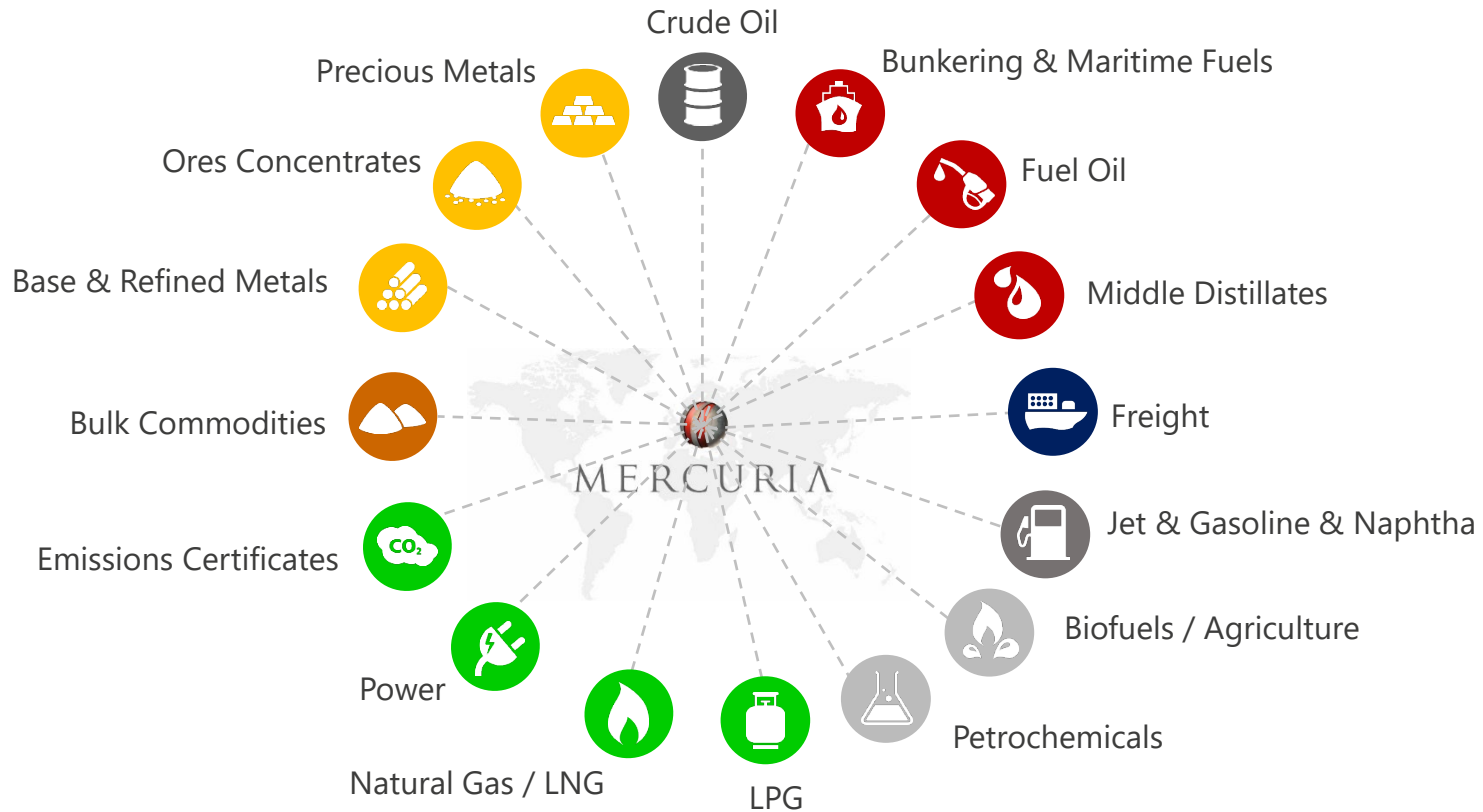 Crude Oil
Precious Metals
Bunkering & Maritime Fuels
Ores Concentrates
Fuel Oil
Base & Refined Metals
Middle Distillates
Bulk Commodities
Freight
MERCURIA
Emissions Certificates
CO₂
Jet & Gasoline & Naphtha
Biofuels / Agriculture
Power
Petrochemicals
Natural Gas / LNG
LPG